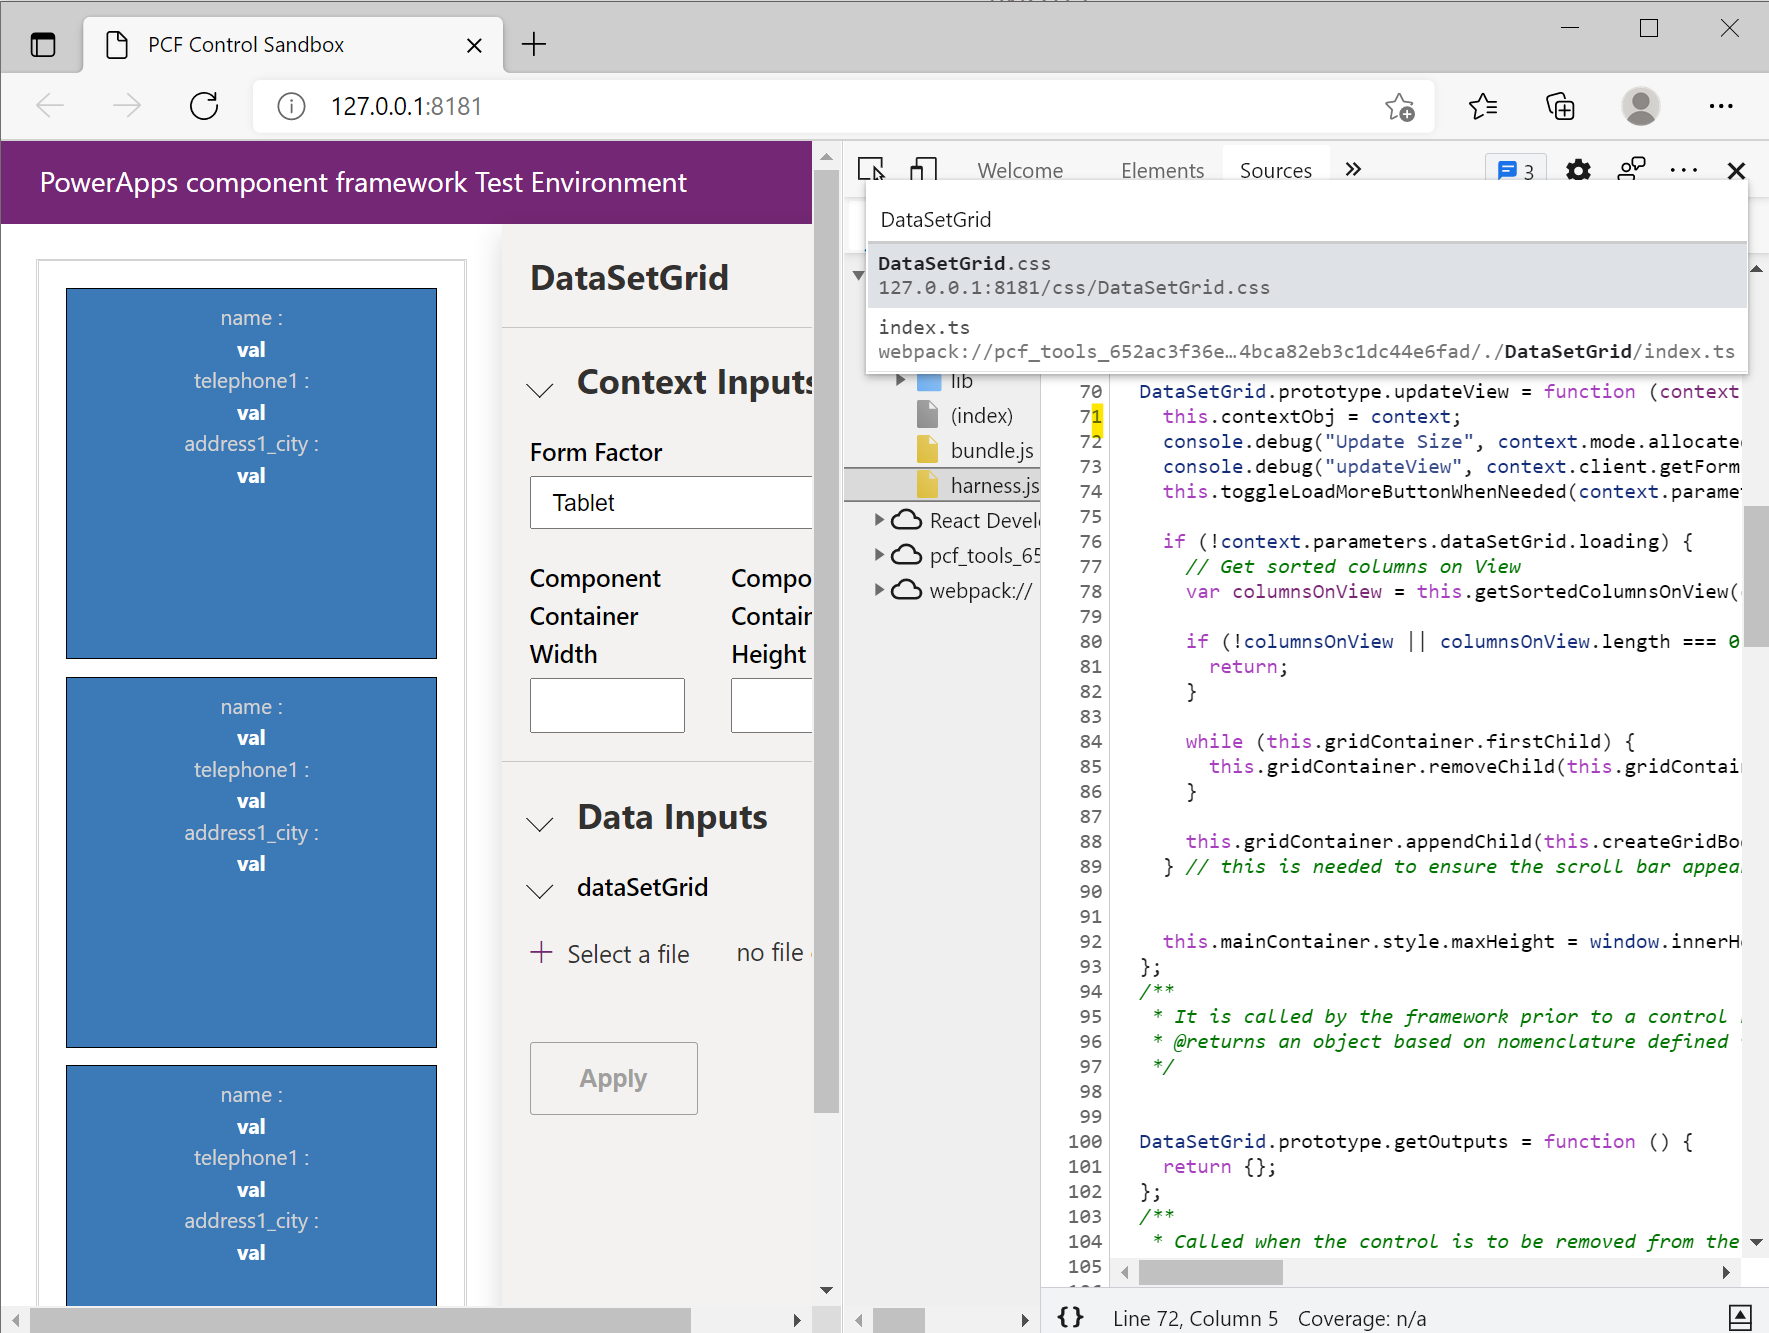 PCF Control Sandbox
127.0.0.1:8181
PowerApps component framework Test Environment
name :
val
telephone1 :
val
address1_city :
val
name :
val
telephone1 :
val
address1_city :
val
name :
val
telephone1 :
val
address1_city :
val
DataSetGrid
Context Inputs
Form Factor
Tablet
Component Container Width
Compo
Contain
Height
Data Inputs
dataSetGrid
Select a file
no file
Apply
Welcome
Elements
Sources
3
DataSetGrid
DataSetGrid.css
127.0.0.1:8181/css/DataSetGrid.css
index.ts
webpack://pcf_tools_652ac3f36e…4bca82eb3c1dc44e6fad/./DataSetGrid/index.ts
lib
(index)
bundle.js
harness.js
React Devel
pcf_tools_65
webpack://
70 DataSetGrid.prototype.updateView = function (context
71 this.contextObj = context;
72 console.debug("Update Size", context.mode.allocate
73 console.debug("updateView", context.client.getForm
74 this.toggleLoadMoreButtonWhenNeeded(context.parame
75
76 if (!context.parameters.dataSetGrid.loading) {
77 // Get sorted columns on View
78 var columnsOnView = this.getSortedColumnsOnView(
79
80 if (!columnsOnView || columnsOnView.length === 0
81 return;
82 }
83
84 while (this.gridContainer.firstChild) {
85 this.gridContainer.removeChild(this.gridContai
86 }
87
88 this.gridContainer.appendChild(this.createGridBo
89 } // this is needed to ensure the scroll bar appea
90
91
92 this.mainContainer.style.maxHeight = window.innerH
93 };
94 /**
95 * It is called by the framework prior to a control
96 * @returns an object based on nomenclature defined
97 */
98
99
100 DataSetGrid.prototype.getOutputs = function () {
101 return {};
102 };
103 /**
104 * Called when the control is to be removed from the
105
{} Line 72, Column 5 Coverage: n/a